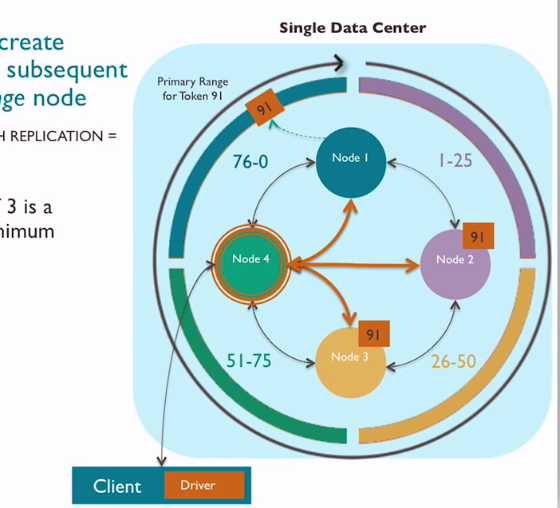 Single Data Center
create
subsequent
nge node
H REPLICATION =
3 is a
nimum
Primary Range
for Token 91
91
76-0
1-25
Node 1
Node 4
Node 2
91
Node 3
91
51-75
26-50
Client
Driver